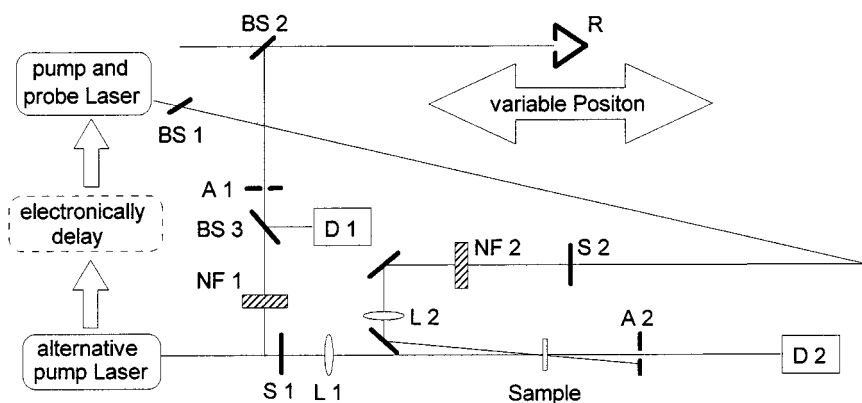 BS 2
R
pump and
probe Laser
variable Positon
BS 1
A 1
electronically
delay
BS 3
D 1
NF 2
S 2
NF 1
L 2
A 2
alternative
pump Laser
D 2
S 1
L 1
Sample